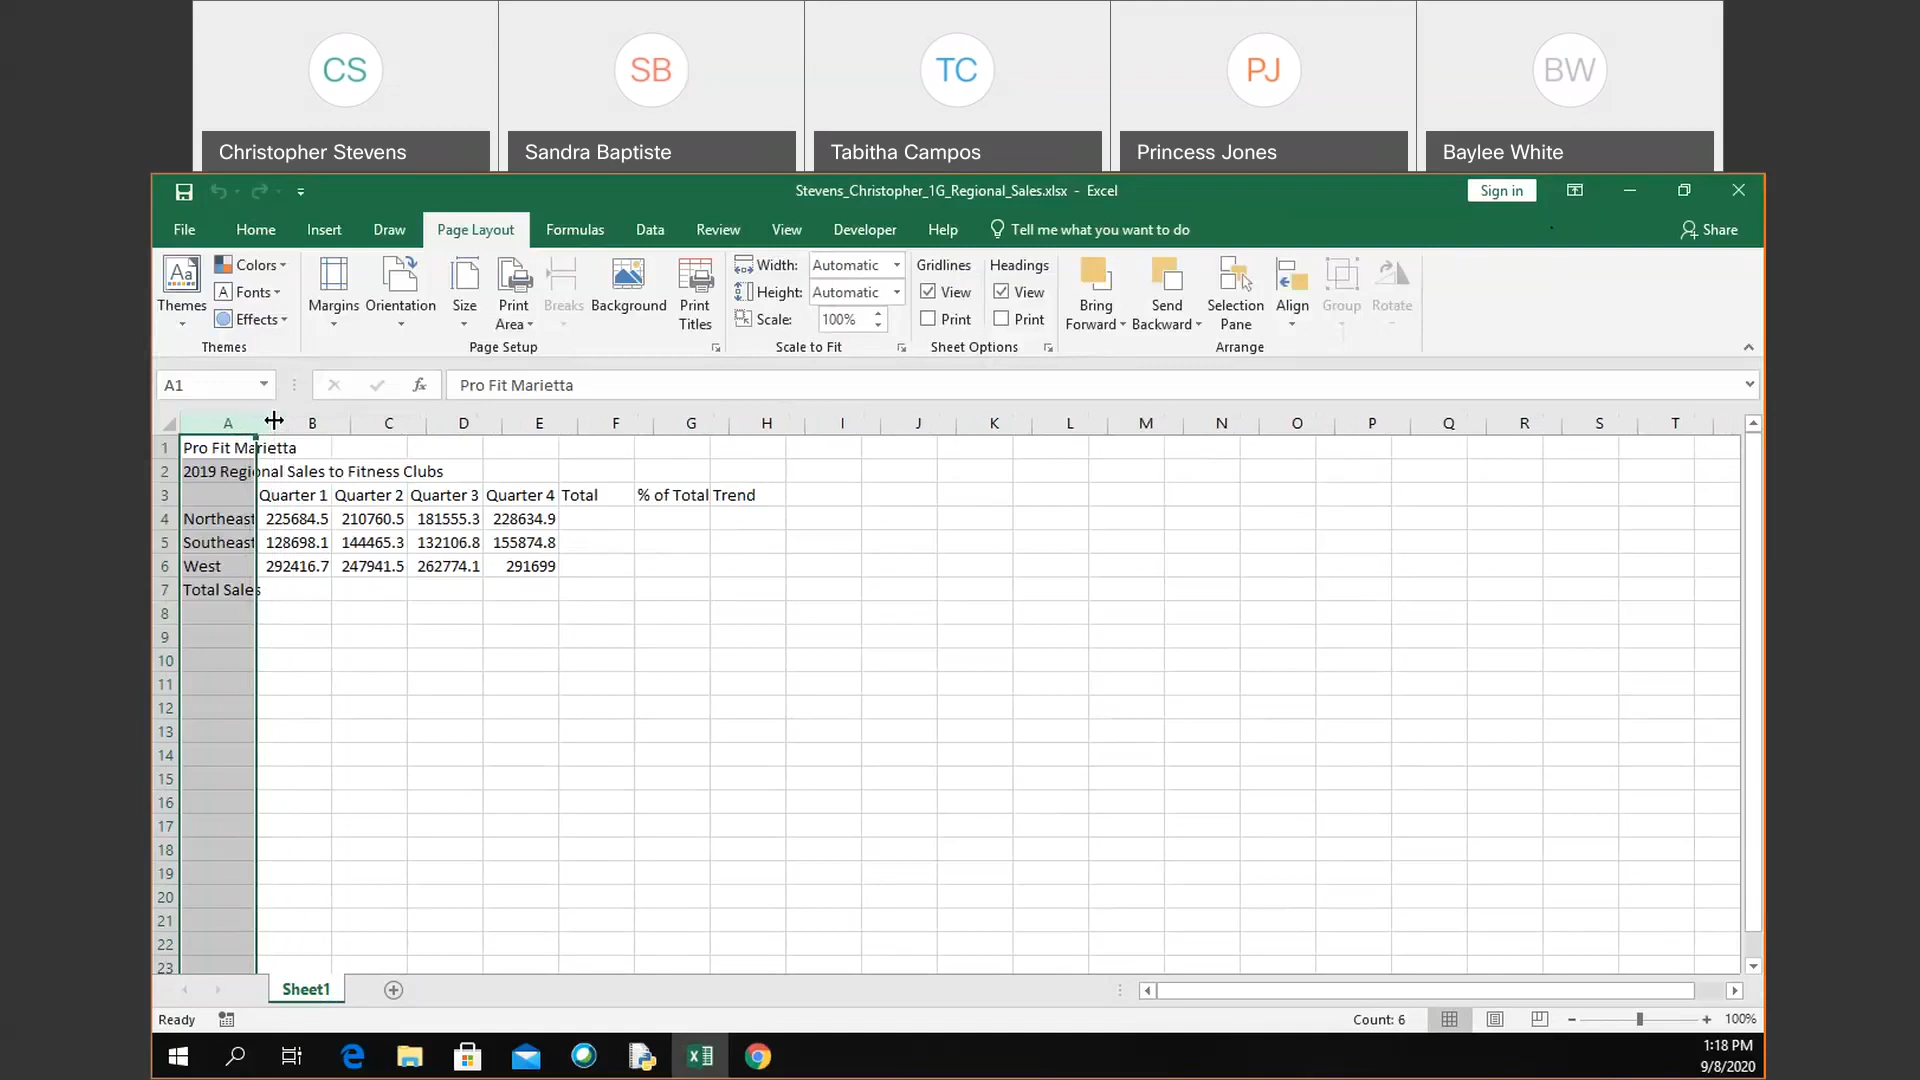 CS SB TC PJ BW
Christopher Stevens Sandra Baptiste Tabitha Campos Princess Jones Baylee White
Stevens_Christopher_1G_Regional_Sales.xlsx - Excel Sign in
File Home Insert Draw Page Layout Formulas Data Review View Developer Help Tell me what you want to do Share
Aa Colors Width: Automatic Gridlines Headings
A Fonts Height: Automatic View View
Themes Effects Margins Orientation Size Print Area Breaks Background Print Titles Scale: 100% Print Print Bring Forward Send Backward Selection Pane Align Group Rotate
Themes Page Setup Scale to Fit Sheet Options Arrange
A1 fx Pro Fit Marietta
A B C D E F G H I J K L M N O P Q R S T
1 Pro Fit Marietta
2 2019 Regional Sales to Fitness Clubs
3 Quarter 1 Quarter 2 Quarter 3 Quarter 4 Total % of Total Trend
4 Northeast 225684.5 210760.5 181555.3 228634.9
5 Southeast 128698.1 144465.3 132106.8 155874.8
6 West 292416.7 247941.5 262774.1 291699
7 Total Sales
8
9
10
11
12
13
14
15
16
17
18
19
20
21
22
23
Sheet1
Ready Count: 6 100%
1:18 PM
9/8/2020